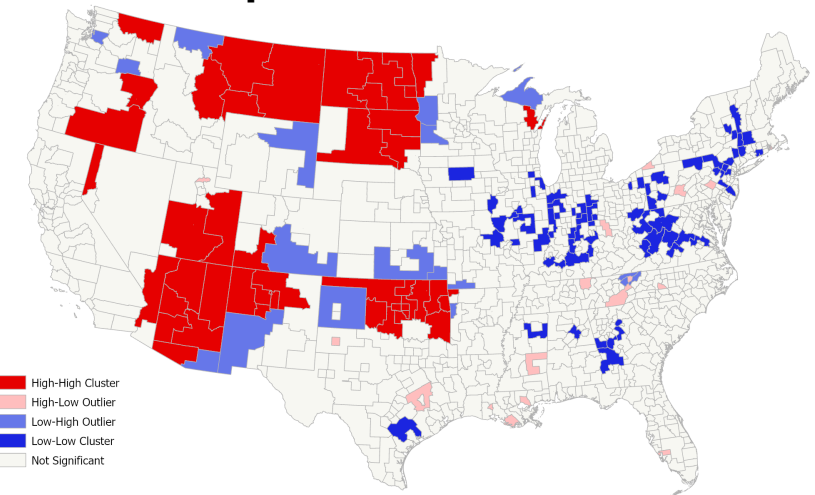 High-High Cluster
High-Low Outlier
Low-High Outlier
Low-Low Cluster
Not Significant